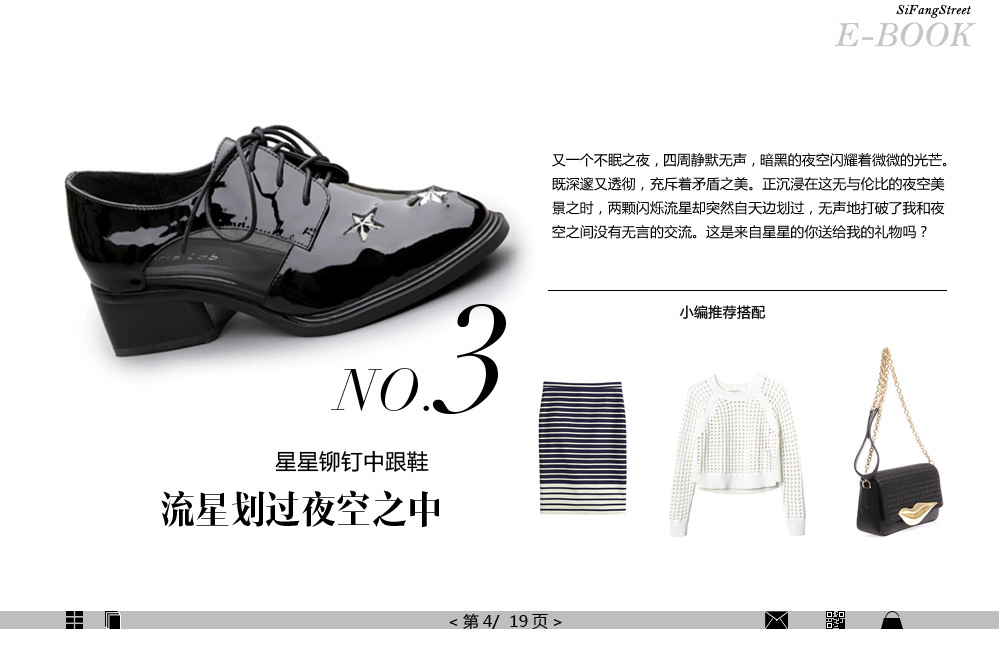 SiFangStreet
E-BOOK
又一个不眠之夜，四周静默无声，暗黑的夜空闪耀着微微的光芒。
既深邃又透彻，充斥着矛盾之美。正沉浸在这无与伦比的夜空美
景之时，两颗闪烁流星却突然自天边划过，无声地打破了我和夜
空之间没有无言的交流。这是来自星星的你送给我的礼物吗？
小编推荐搭配
NO.3
星星铆钉中跟鞋
流星划过夜空之中
< 第 4/ 19 页 >